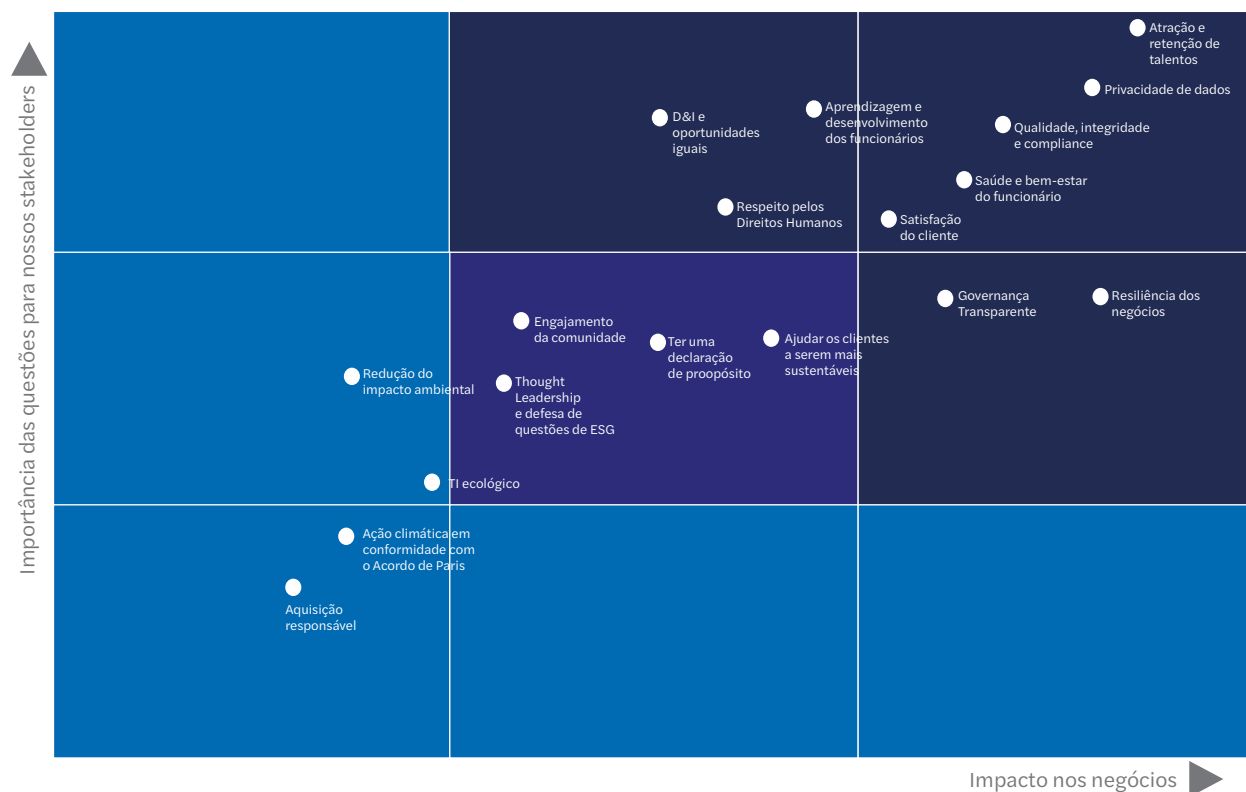 Importância das questões para nossos stakeholders
Atração e
retenção de
talentos
Privacidade de dados
D&I e
oportunidades
iguais
Aprendizagem e
desenvolvimento
dos funcionários
Qualidade, integridade
e compliance
Saúde e bem-estar
do funcionário
Respeito pelos
Direitos Humanos
Satisfação
do cliente
Governança
Transparente
Resiliência dos
negócios
Engajamento
da comunidade
Ter uma
declaração
de proopósito
Ajudar os clientes
a serem mais
sustentáveis
Redução do
impacto ambiental
Thought
Leadership
e defesa de
questões de ESG
TI ecológico
Ação climática em
conformidade com
o Acordo de Paris
Aquisição
responsável
Impacto nos negócios